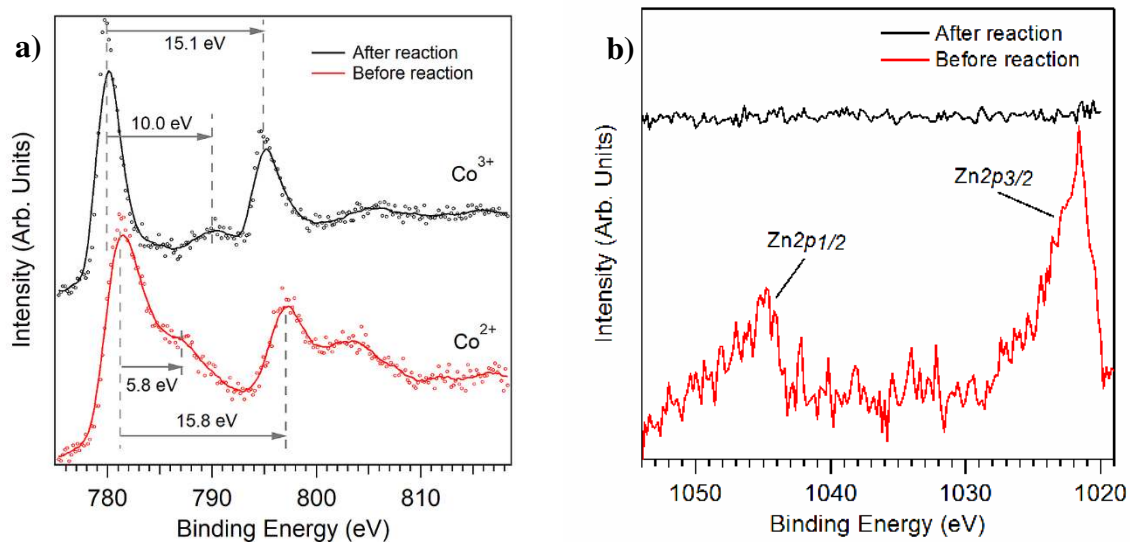 a)
15.1 eV
After reaction
Before reaction
10.0 eV
Co3+
Co2+
5.8 eV
15.8 eV
Intensity (Arb. Units)
780 790 800 810
Binding Energy (eV)
b)
After reaction
Before reaction
Zn2p3/2
Zn2p1/2
Intensity (Arb. Units)
1050 1040 1030 1020
Binding Energy (eV)